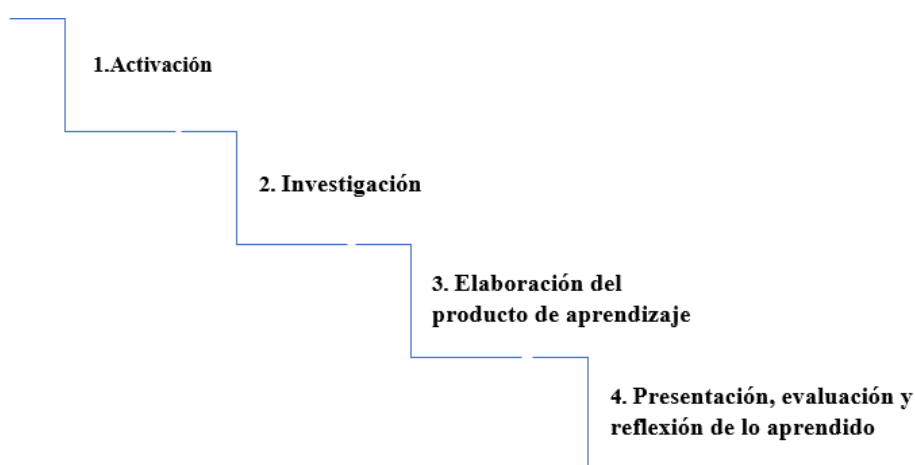 1.Activación
2. Investigación
3. Elaboración del
producto de aprendizaje
4. Presentación, evaluación y
reflexión de lo aprendido